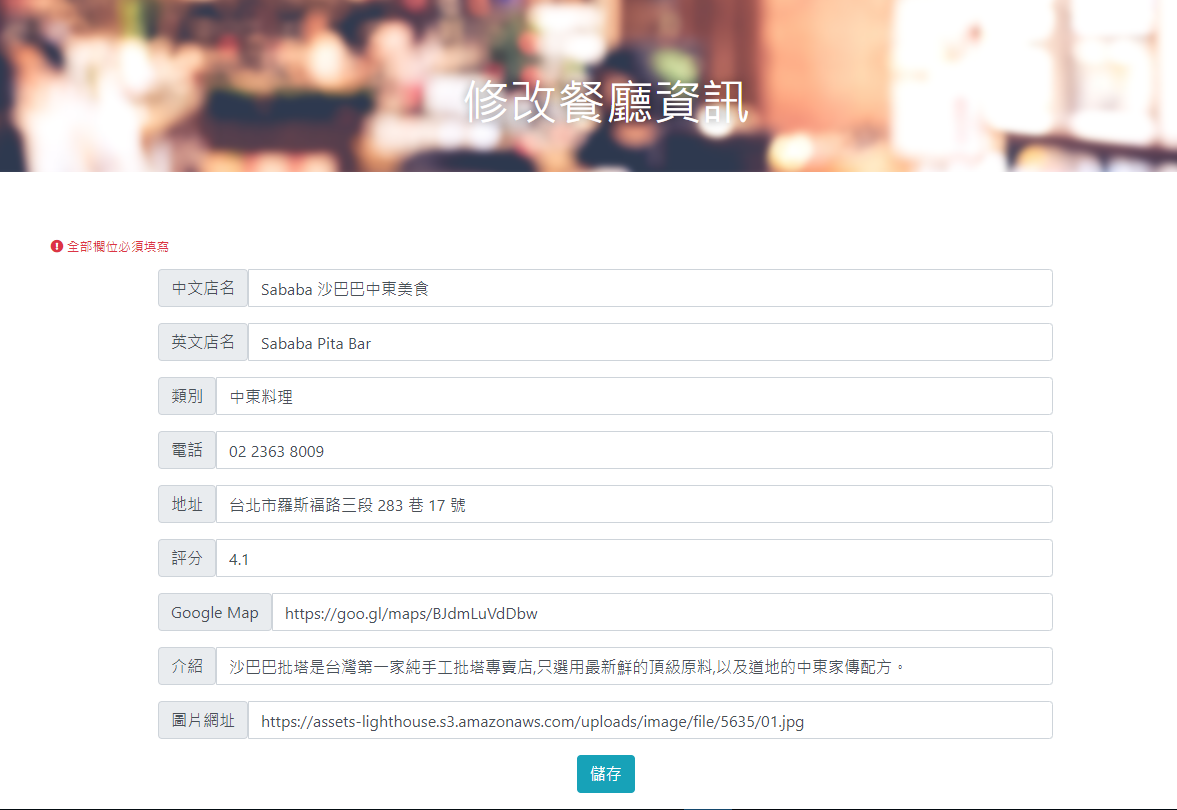 修改餐廳資訊
全部欄位必須填寫
中文店名 Sababa 沙巴巴中東美食
英文店名 Sababa Pita Bar
類別 中東料理
電話 02 2363 8009
地址 台北市羅斯福路三段 283 巷 17 號
評分 4.1
Google Map https://goo.gl/maps/BJdmLuVdDbw
介紹 沙巴巴批塔是台灣第一家純手工批塔專賣店,只選用最新鮮的頂級原料,以及道地的中東家傳配方。
圖片網址 https://assets-lighthouse.s3.amazonaws.com/uploads/image/file/5635/01.jpg
儲存